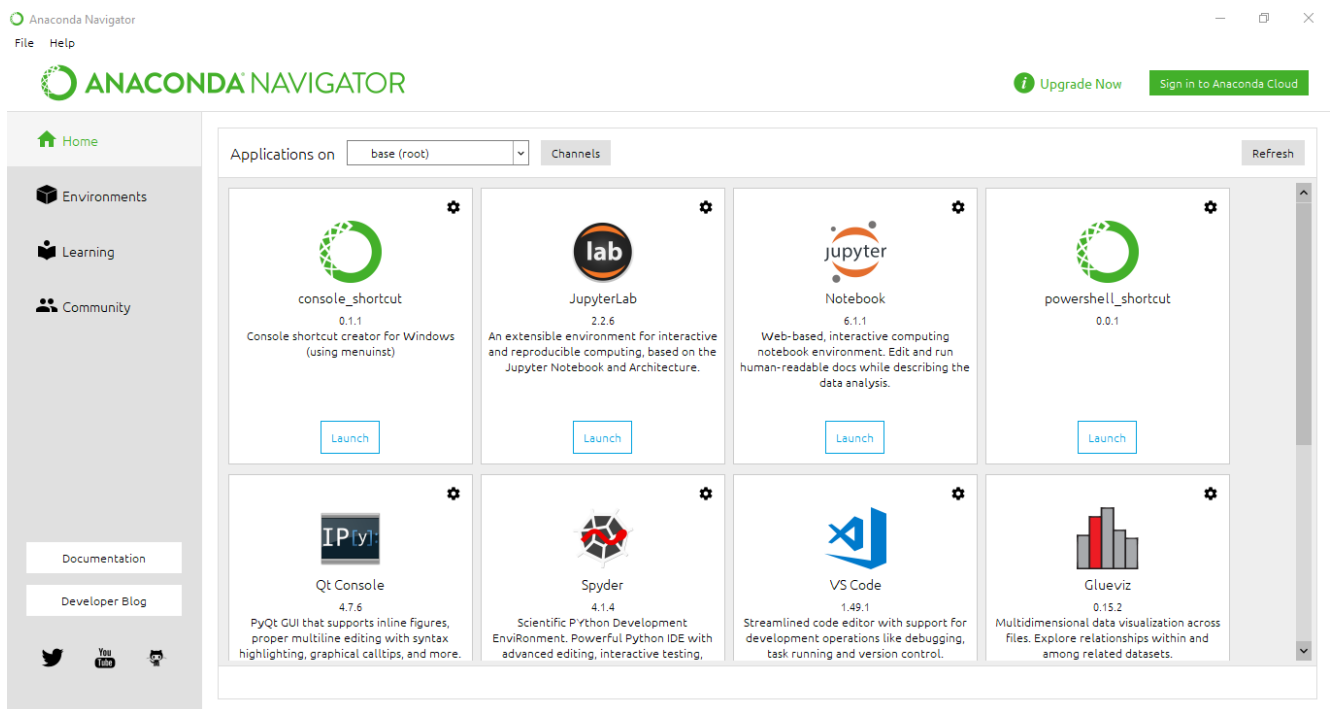 Anaconda Navigator
File Help
ANACONDA NAVIGATOR
Upgrade Now
Sign in to Anaconda Cloud
Home
Environments
Learning
Community
Documentation
Developer Blog
You
Tube
Applications on base (root) Channels Refresh
console_shortcut
0.1.1
Console shortcut creator for Windows
(using menuinst)
Launch
lab
JupyterLab
2.2.6
An extensible environment for interactive
and reproducible computing, based on the
Jupyter Notebook and Architecture.
Launch
jupyter
Notebook
6.1.1
Web-based, interactive computing
notebook environment. Edit and run
human-readable docs while describing the
data analysis.
Launch
powershell_shortcut
0.0.1
Launch
IP[y]:
Qt Console
4.7.6
PyQt GUI that supports inline figures,
proper multiline editing with syntax
highlighting, graphical calltips, and more.
Spyder
4.1.4
Scientific PYthon Development
EnviRonment. Powerful Python IDE with
advanced editing, interactive testing,
VS Code
1.49.1
Streamlined code editor with support for
development operations like debugging,
task running and version control.
Glueviz
0.15.2
Multidimensional data visualization across
files. Explore relationships within and
among related datasets.